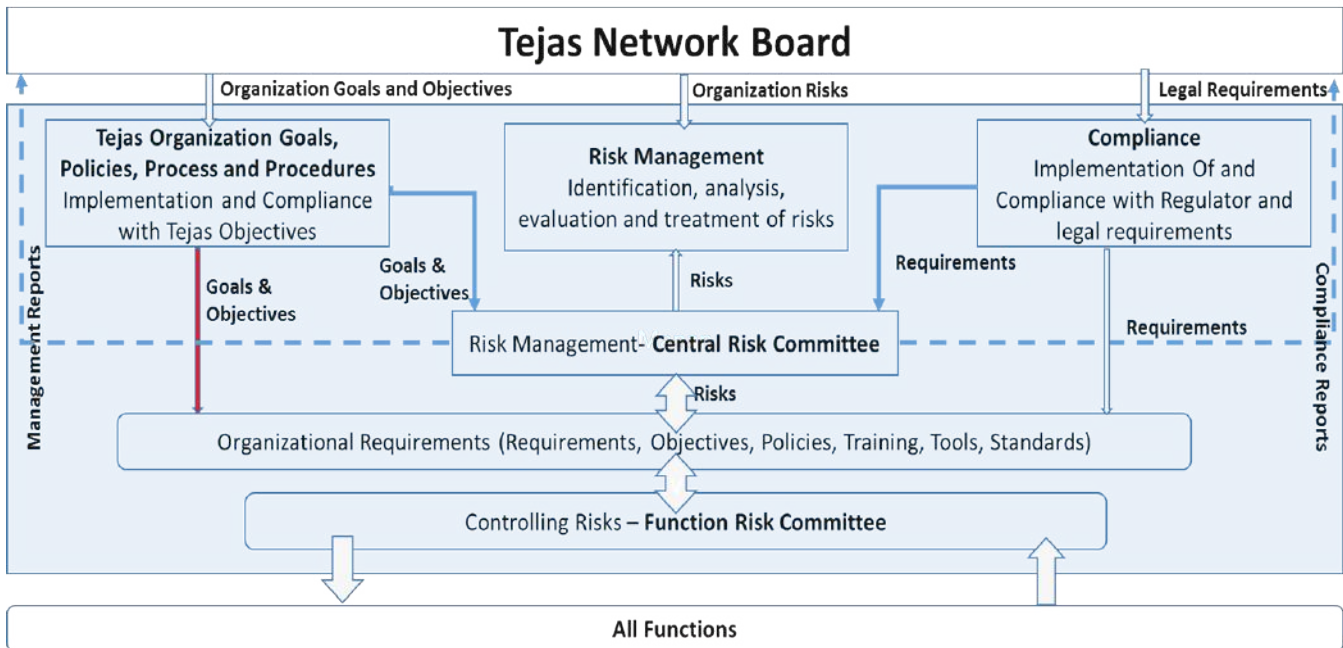 Tejas Network Board
Organization Goals and Objectives
Organization Risks
Legal Requirements
Tejas Organization Goals,
Policies, Process and Procedures
Implementation and Compliance
with Tejas Objectives
Risk Management
Identification, analysis,
evaluation and treatment of risks
Compliance
Implementation Of and
Compliance with Regulator and
legal requirements
Management Reports
Goals &
Objectives
Goals &
Objectives
Risks
Requirements
Requirements
Compliance Reports
Risk Management- Central Risk Committee
Risks
Organizational Requirements (Requirements, Objectives, Policies, Training, Tools, Standards)
Controlling Risks – Function Risk Committee
All Functions